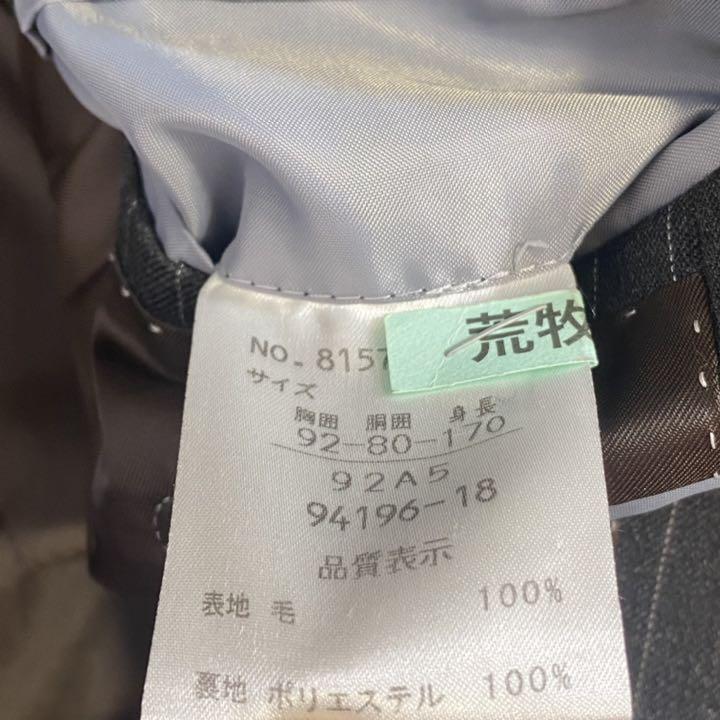 荒牧
NO. 8157
サイズ
胸囲 胴囲 身長
92-80-170
92A5
94196-18
品質表示
表地 毛 100%
裏地 ポリエステル 100%